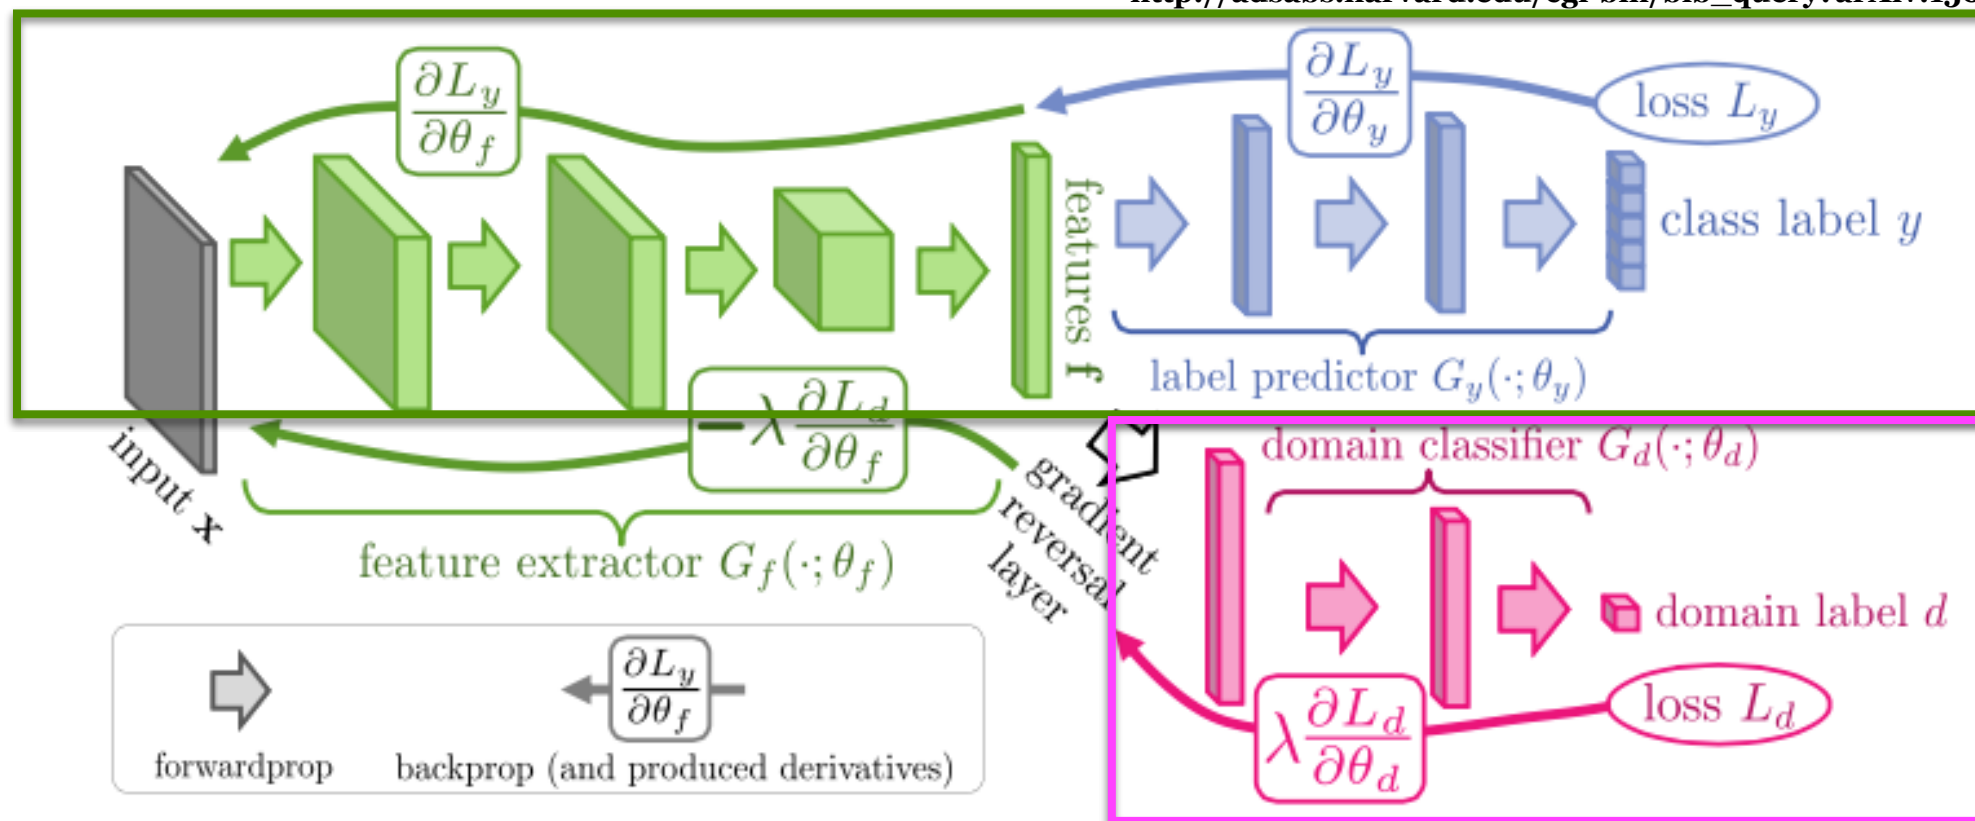 ∂L_y/∂θ_f
∂L_y/∂θ_y
loss L_y
features f
class label y
label predictor G_y(·; θ_y)
−λ ∂L_d/∂θ_f
input x
gradient
reversal
layer
domain classifier G_d(·; θ_d)
feature extractor G_f(·; θ_f)
domain label d
loss L_d
λ ∂L_d/∂θ_d
∂L_y/∂θ_f
forwardprop
backprop (and produced derivatives)